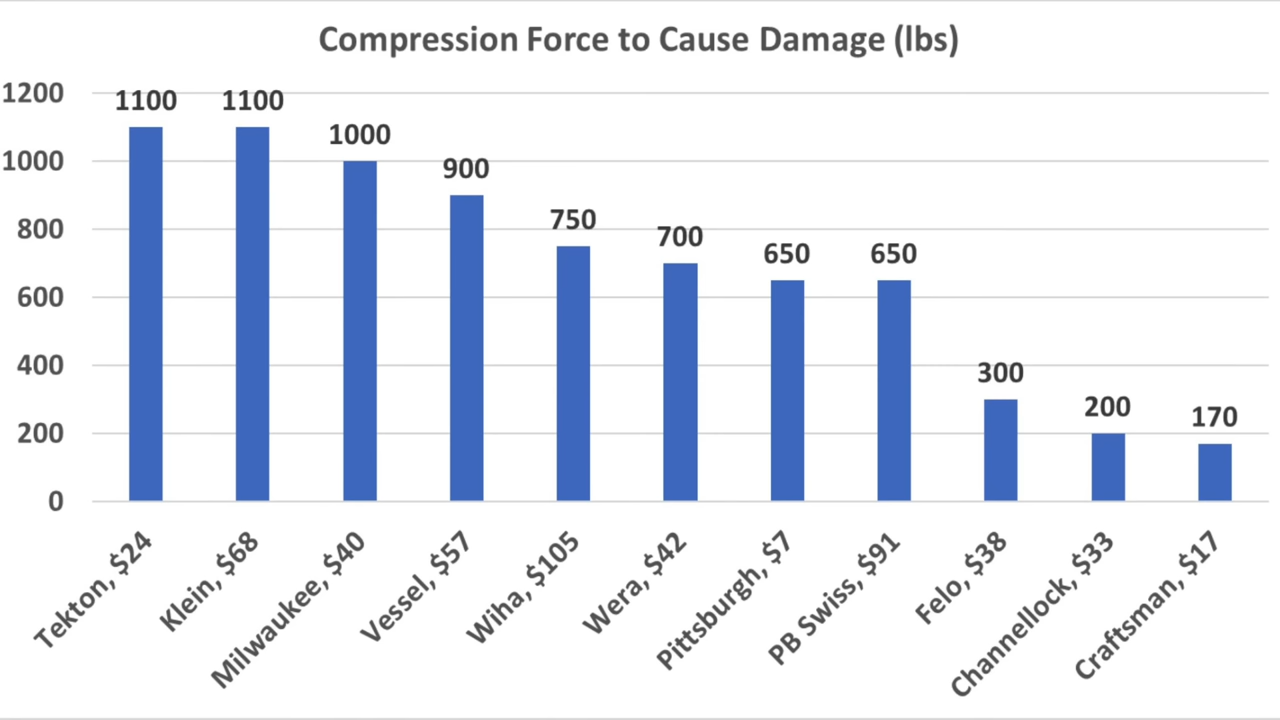 Compression Force to Cause Damage (lbs)
1200
1000
800
600
400
200
0
1100
1100
1000
900
750
700
650
650
300
200
170
Tekton, $24
Klein, $68
Milwaukee, $40
Vessel, $57
Wiha, $105
Wera, $42
Pittsburgh, $7
PB Swiss, $91
Felo, $38
Channellock, $33
Craftsman, $17